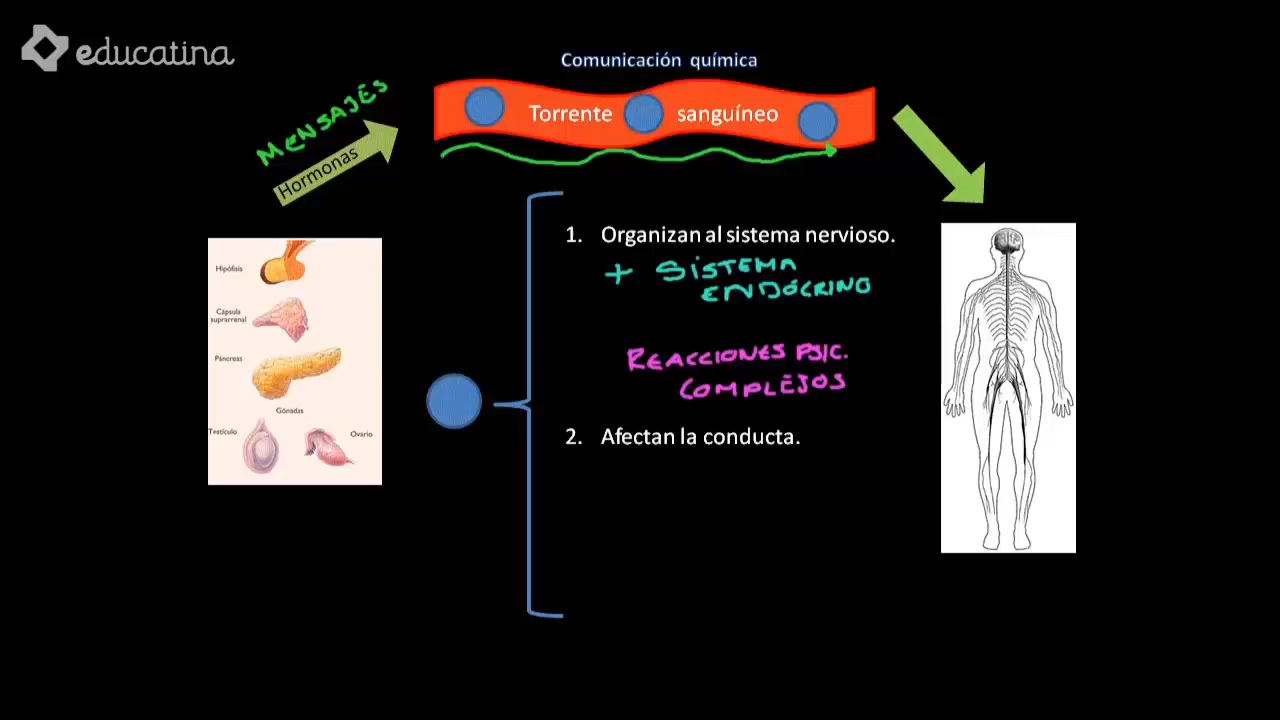 educatina
Comunicación química
Torrente sanguíneo
MENSAJES
Hormonas
1. Organizan al sistema nervioso.
+ SISTEMA
ENDÓCRINO
REACCIONES PSIC.
COMPLEJOS
2. Afectan la conducta.
Hipófisis
Cápsula
suprarrenal
Páncreas
Gónadas
Testículo
Ovario